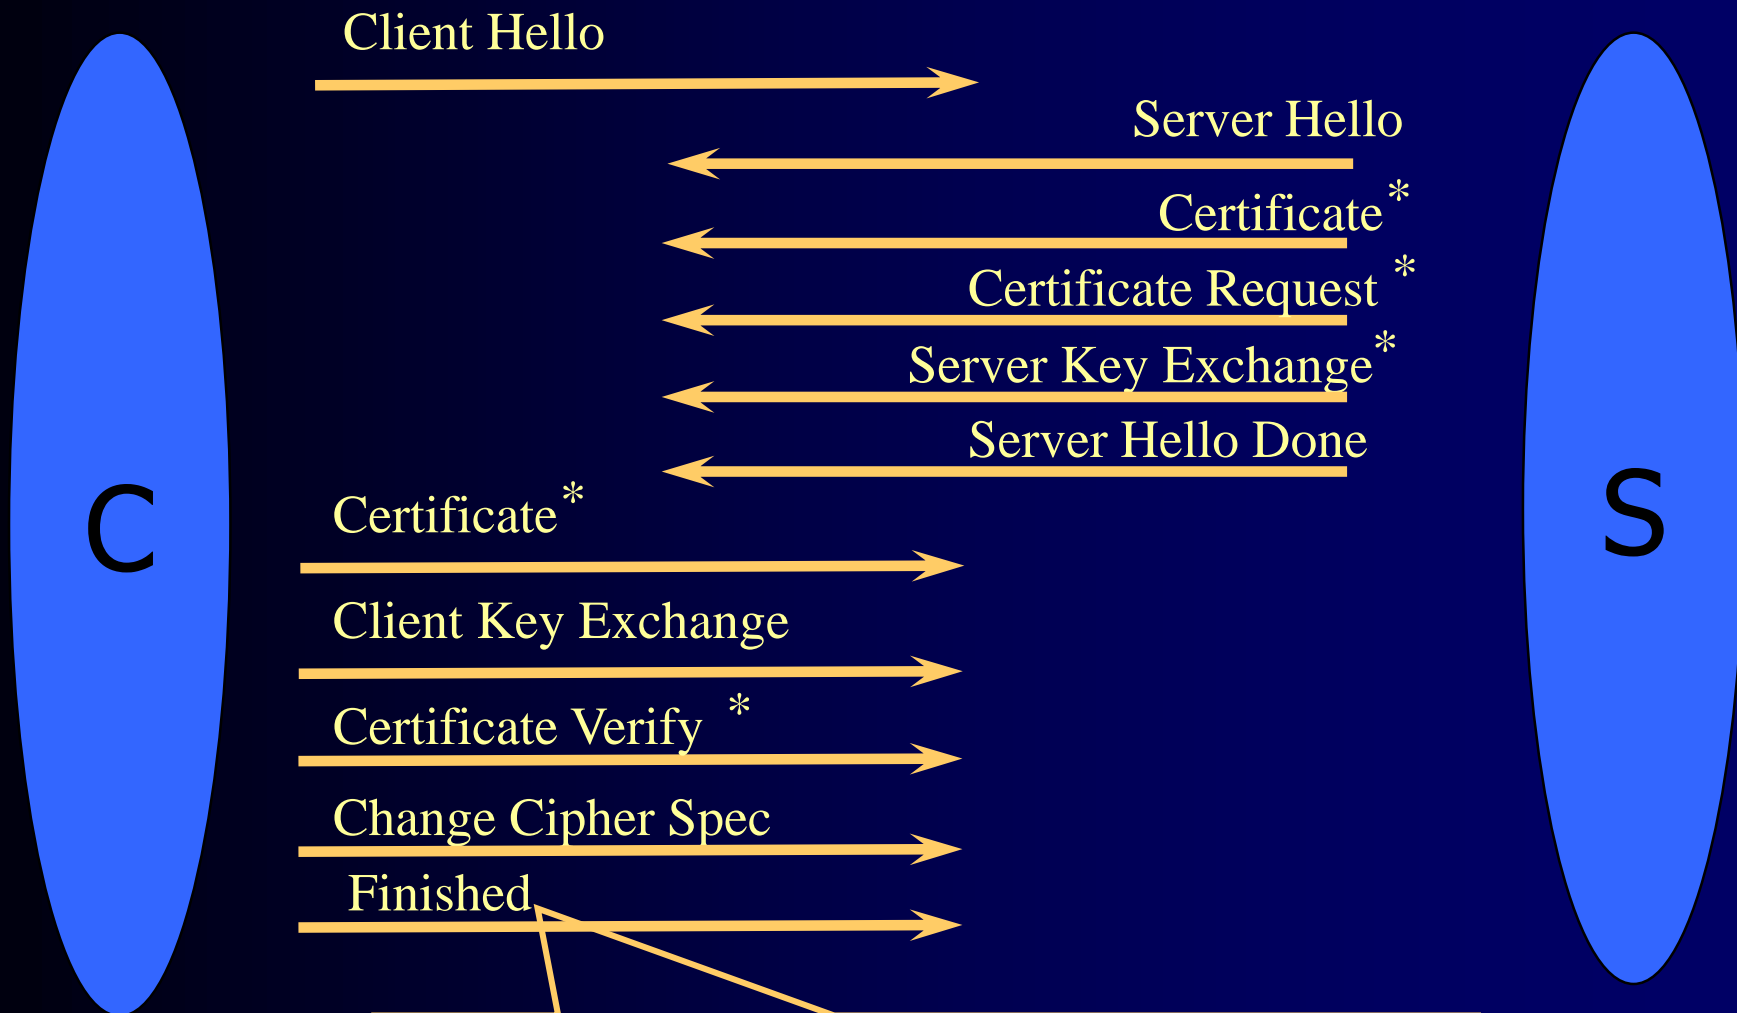 Client Hello
Server Hello
Certificate*
Certificate Request *
Server Key Exchange*
Server Hello Done
Certificate*
Client Key Exchange
Certificate Verify *
Change Cipher Spec
Finished
C
S